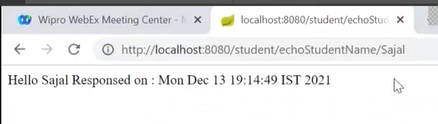 Wipro WebEx Meeting Center -
localhost:8080/student/echoStud
http://localhost:8080/student/echoStudentName/Sajal
Hello Sajal Responsed on : Mon Dec 13 19:14:49 IST 2021